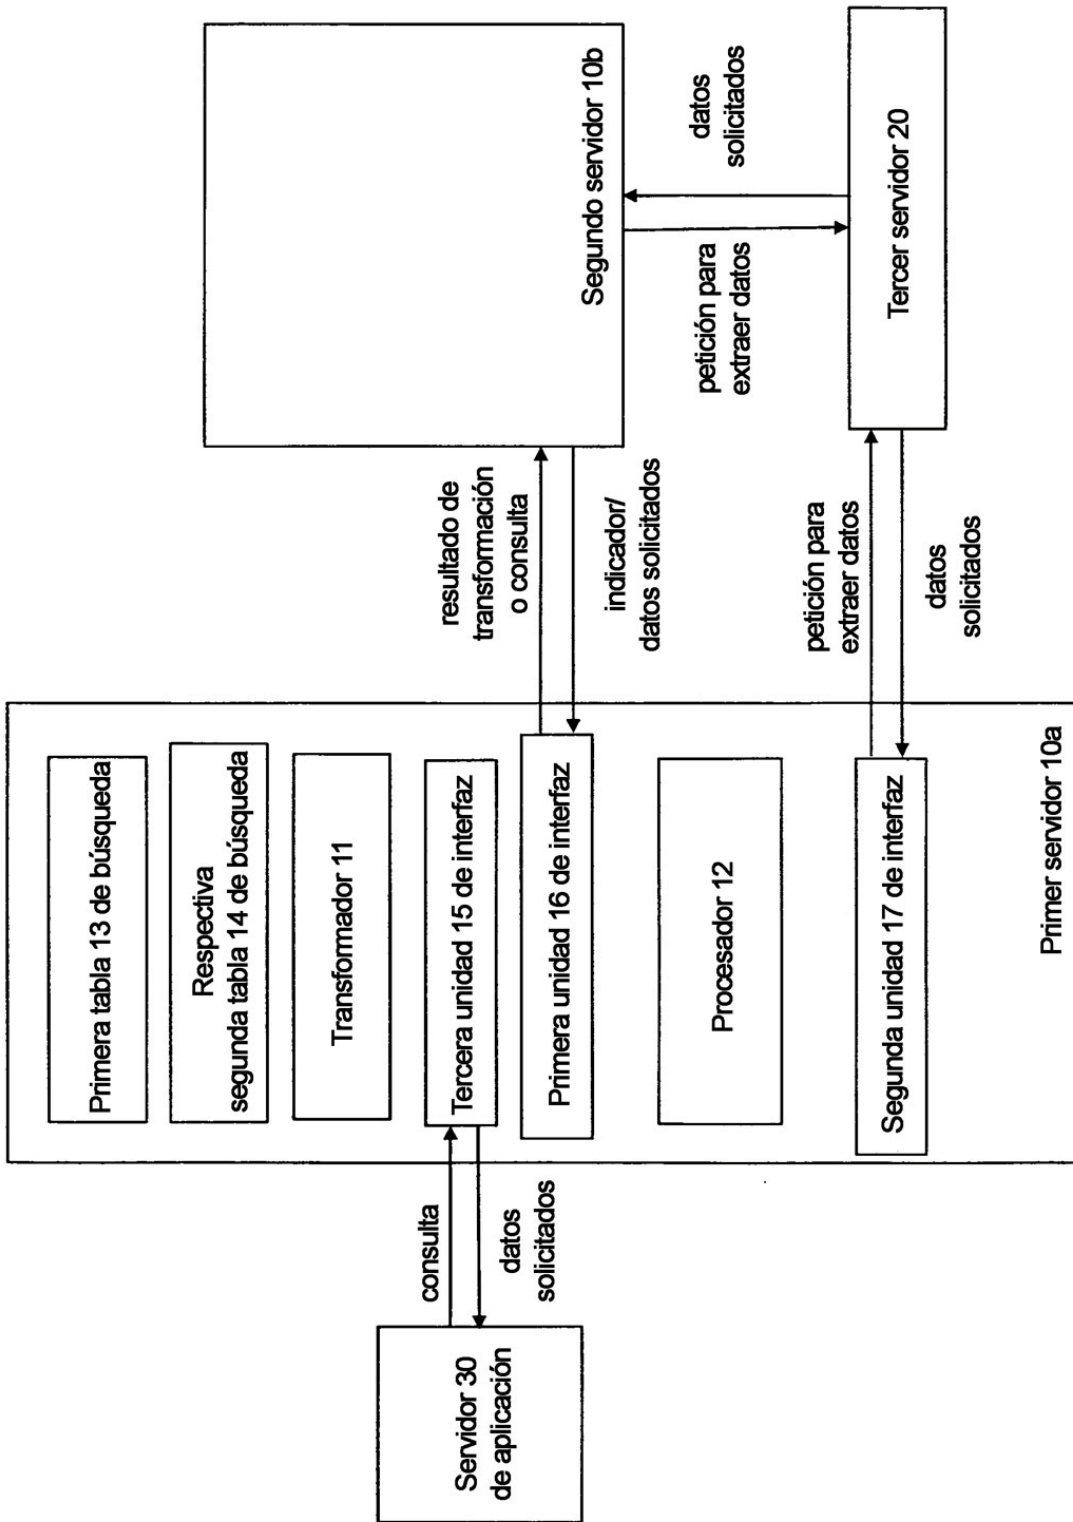 Servidor 30
de aplicación
consulta
datos
solicitados
Primera tabla 13 de búsqueda
Respectiva
segunda tabla 14 de búsqueda
Transformador 11
Tercera unidad 15 de interfaz
Primera unidad 16 de interfaz
Procesador 12
Segunda unidad 17 de interfaz
Primer servidor 10a
resultado de
transformación
o consulta
indicador/
datos solicitados
petición para
extraer datos
datos
solicitados
Segundo servidor 10b
petición para
extraer datos
datos
solicitados
Tercer servidor 20